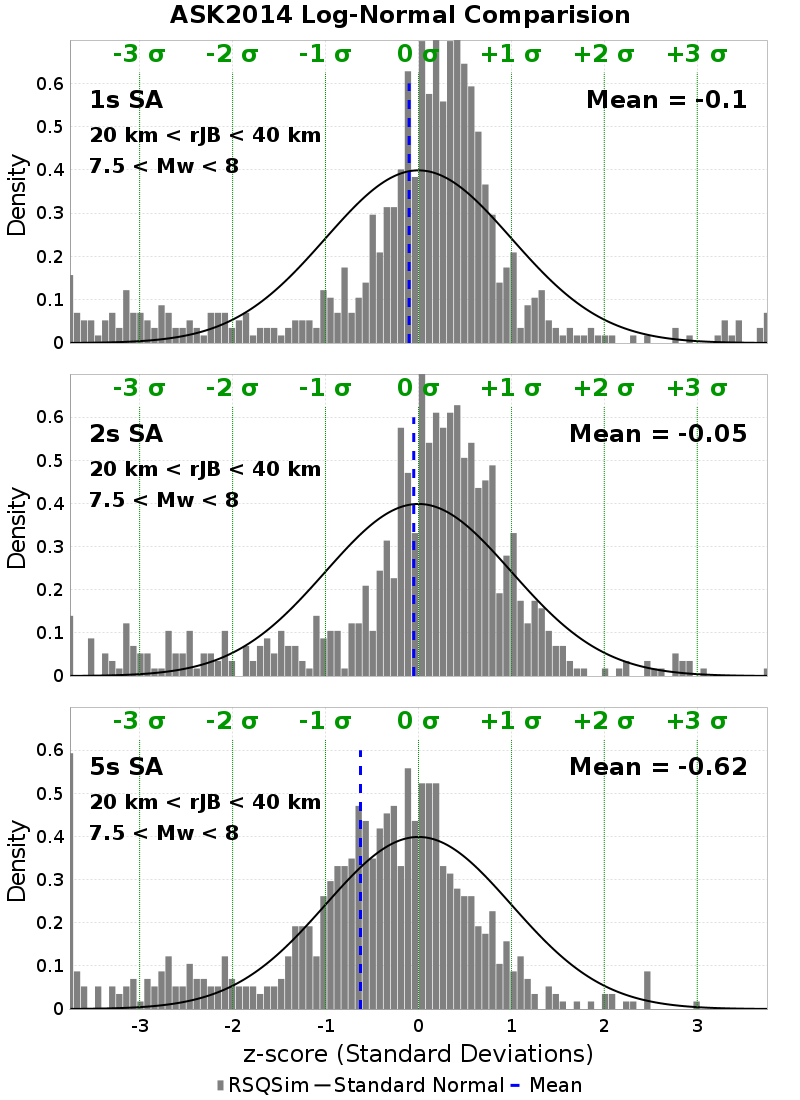 ASK2014 Log-Normal Comparision
-3 σ -2 σ -1 σ 0 σ +1 σ +2 σ +3 σ
0.6
1s SA Mean = -0.1
0.5
20 km < rJB < 40 km
7.5 < Mw < 8
0.4
0.3
0.2
0.1
0
Density
-3 σ -2 σ -1 σ 0 σ +1 σ +2 σ +3 σ
0.6
2s SA Mean = -0.05
0.5
20 km < rJB < 40 km
7.5 < Mw < 8
0.4
0.3
0.2
0.1
0
Density
-3 σ -2 σ -1 σ 0 σ +1 σ +2 σ +3 σ
0.6
5s SA Mean = -0.62
0.5
20 km < rJB < 40 km
7.5 < Mw < 8
0.4
0.3
0.2
0.1
0
Density
-3 -2 -1 0 1 2 3
z-score (Standard Deviations)
RSQSim Standard Normal Mean